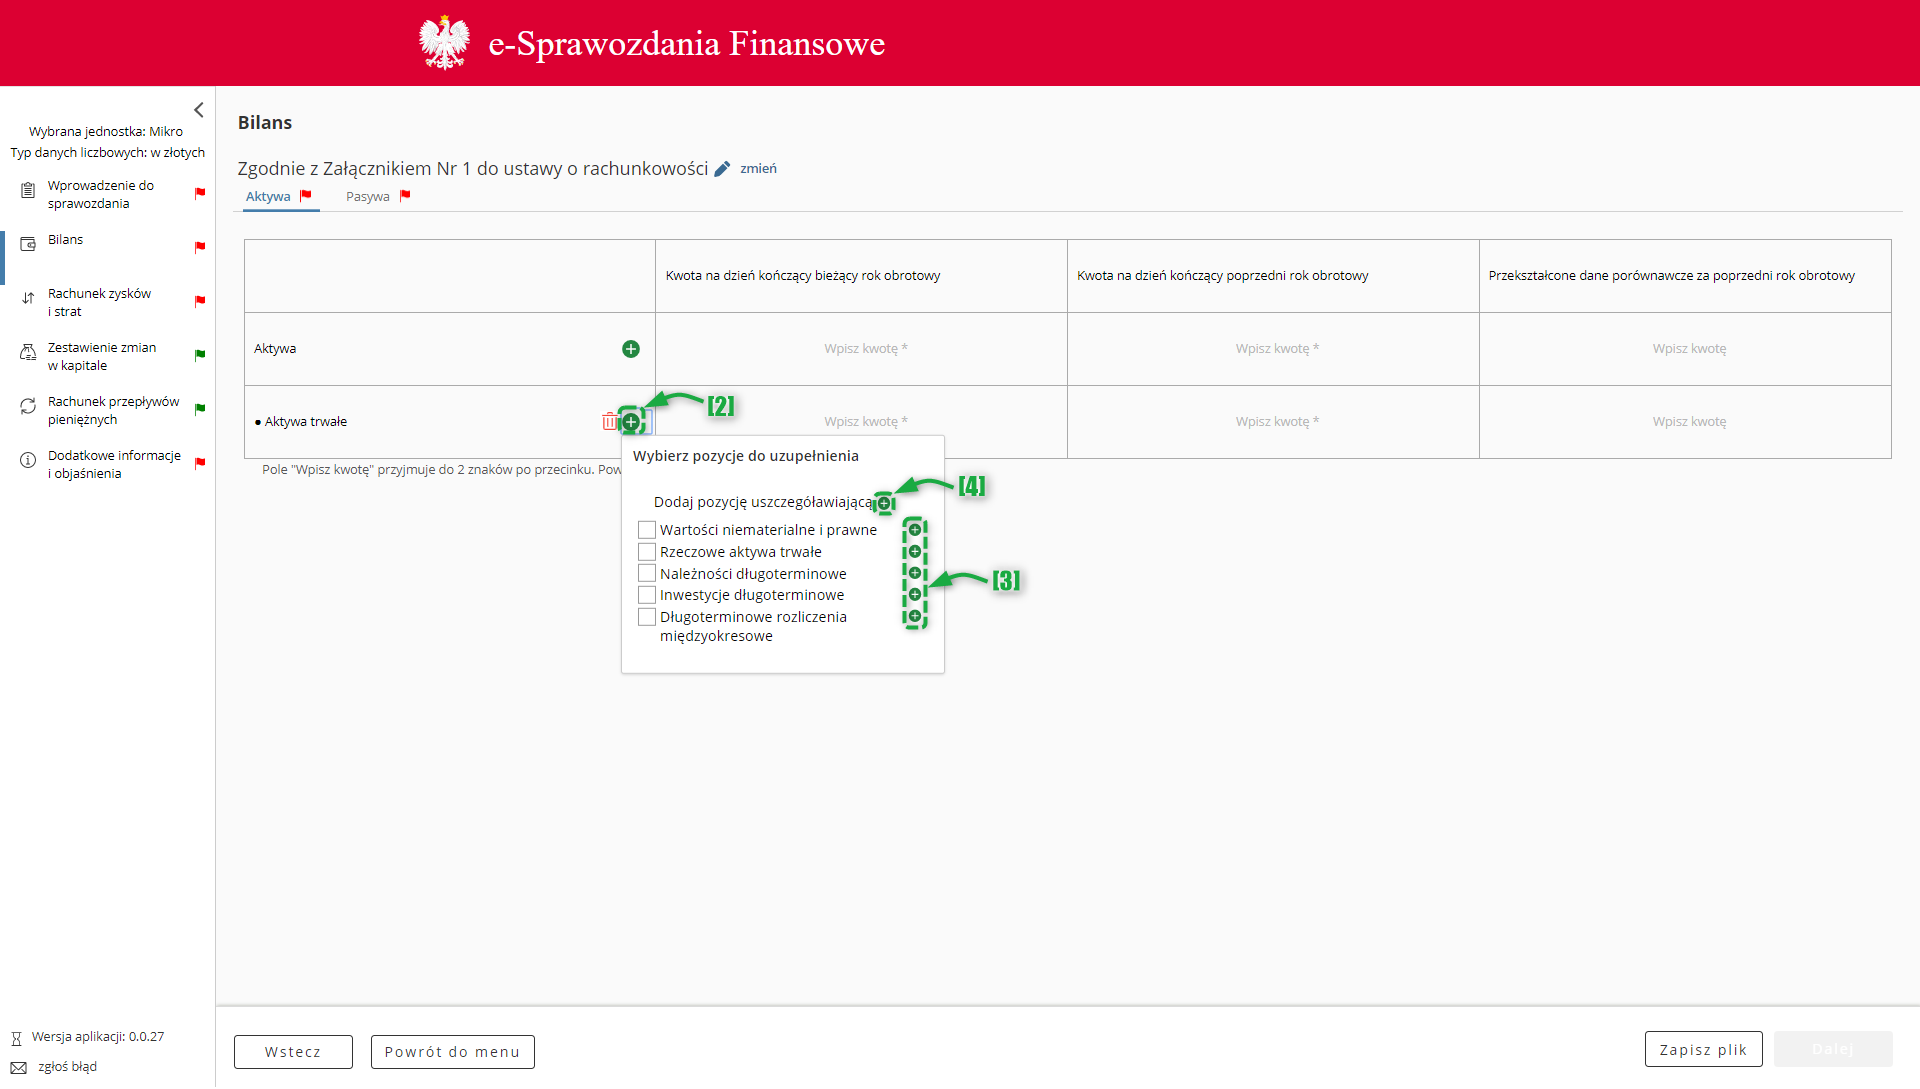 e-Sprawozdania Finansowe
Wybrana jednostka: Mikro
Typ danych liczbowych: w złotych
Wprowadzenie do
sprawozdania
Bilans
Rachunek zysków
i strat
Zestawienie zmian
w kapitale
Rachunek przepływów
pieniężnych
Dodatkowe informacje
i objaśnienia
Wersja aplikacji: 0.0.27
zgłoś błąd
Bilans
Zgodnie z Załącznikiem Nr 1 do ustawy o rachunkowości zmień
Aktywa Pasywa
Kwota na dzień kończący bieżący rok obrotowy Kwota na dzień kończący poprzedni rok obrotowy Przekształcone dane porównawcze za poprzedni rok obrotowy
Aktywa Wpisz kwotę * Wpisz kwotę * Wpisz kwotę
• Aktywa trwałe [2] Wpisz kwotę * Wpisz kwotę * Wpisz kwotę
Pole "Wpisz kwotę" przyjmuje do 2 znaków po przecinku.
Wybierz pozycje do uzupełnienia
Dodaj pozycję uszczegóławiającą [4]
Wartości niematerialne i prawne
Rzeczowe aktywa trwałe
Należności długoterminowe [3]
Inwestycje długoterminowe
Długoterminowe rozliczenia
międzyokresowe
Wstecz Powrót do menu Zapisz plik Dalej